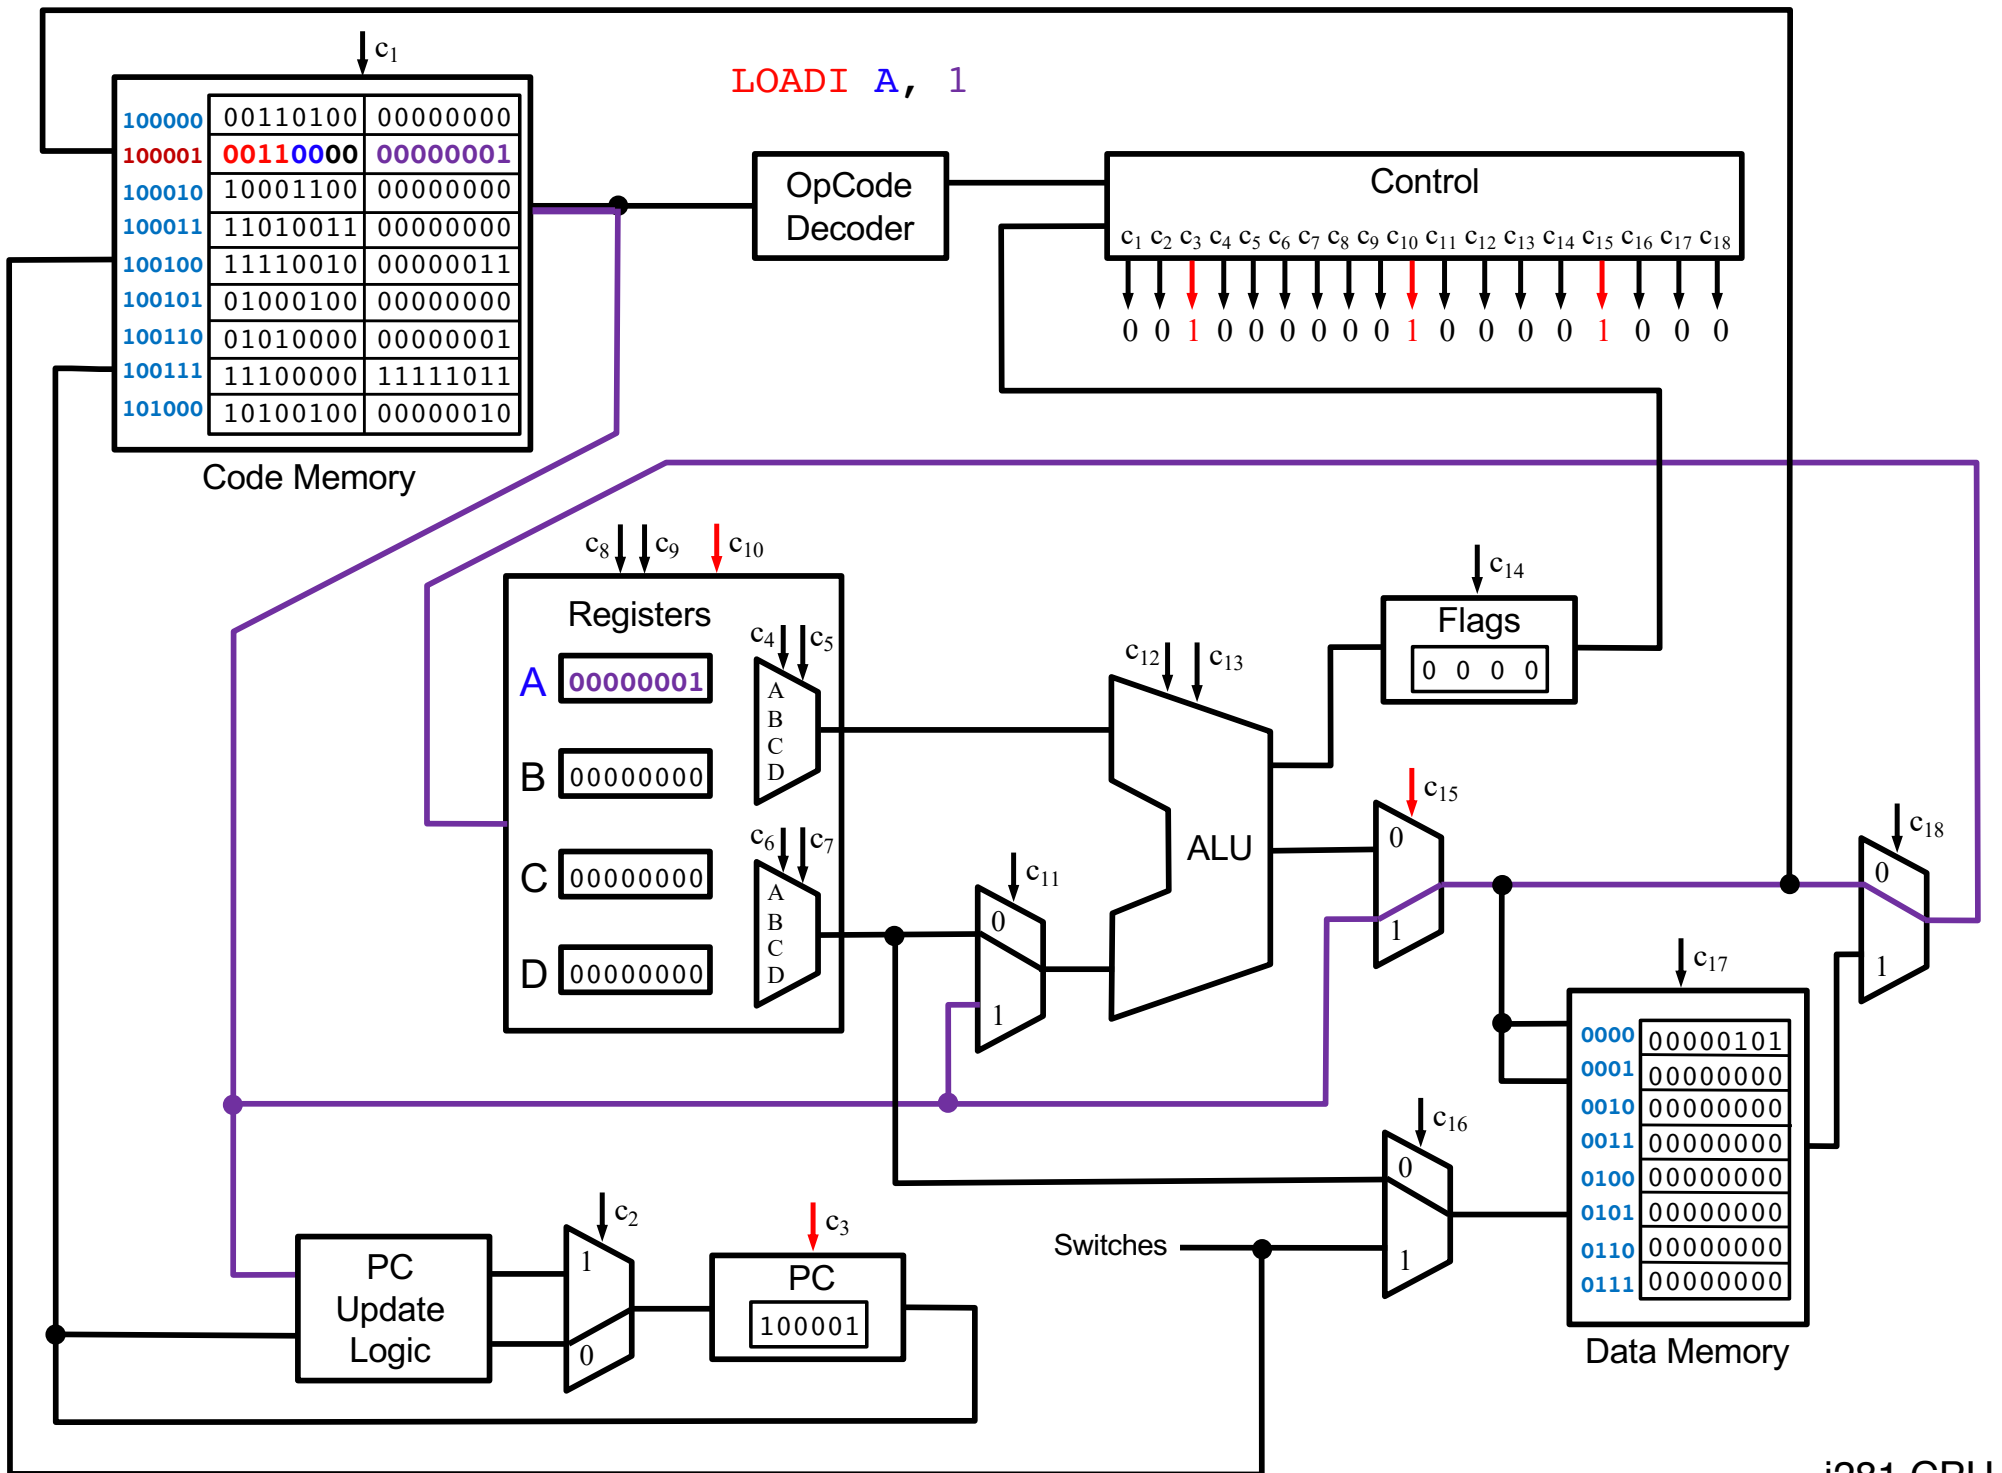 c1
LOADI A, 1
100000 00110100 00000000
100001 00110000 00000001
100010 10001100 00000000
100011 11010011 00000000
100100 11110010 00000011
100101 01000100 00000000
100110 01010000 00000001
100111 11100000 11111011
101000 10100100 00000010
Code Memory
OpCode
Decoder
Control
c1 c2 c3 c4 c5 c6 c7 c8 c9 c10 c11 c12 c13 c14 c15 c16 c17 c18
0 0 1 0 0 0 0 0 0 1 0 0 0 0 1 0 0 0
c8 c9 c10
Registers
A 00000001
B 00000000
C 00000000
D 00000000
c4 c5
A
B
C
D
c6 c7
A
B
C
D
c11
0
1
c12 c13
ALU
c14
Flags
0 0 0 0
c15
0
1
c18
0
1
c17
0000 00000101
0001 00000000
0010 00000000
0011 00000000
0100 00000000
0101 00000000
0110 00000000
0111 00000000
Data Memory
c16
0
1
Switches
PC
Update
Logic
c2
1
0
c3
PC
100001
i281 CPU